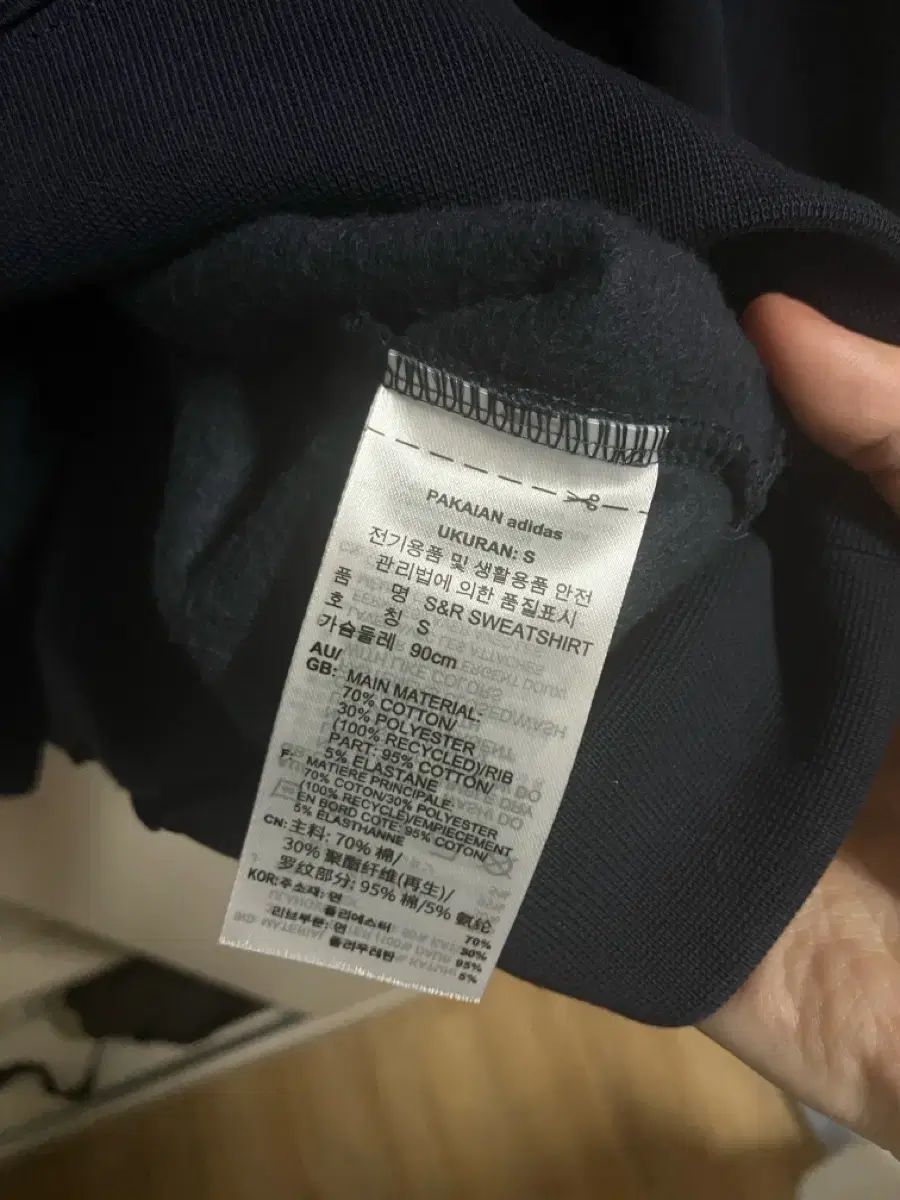 PAKAIAN adidas
UKURAN: S
전기용품 및 생활용품 안전
관리법에 의한 품질표시
품 명 S&R SWEATSHIRT
호 칭 S
가슴둘레 90cm
AU/
GB: MAIN MATERIAL:
70% COTTON/
30% POLYESTER
(100% RECYCLED)/RIB
PART: 95% COTTON/
5% ELASTANE
F: MATIERE PRINCIPALE:
70% COTON/30% POLYESTER
(100% RECYCLE)/EMPIECEMENT
EN BORD COTE: 95% COTON/
5% ELASTHANNE
CN: 主料: 70% 棉/
30% 聚酯纤维(再生)/
罗纹部分: 95% 棉/5% 氨纶
KOR: 주소재: 면 70%
폴리에스터 30%
리브부분: 면 95%
폴리우레탄 5%